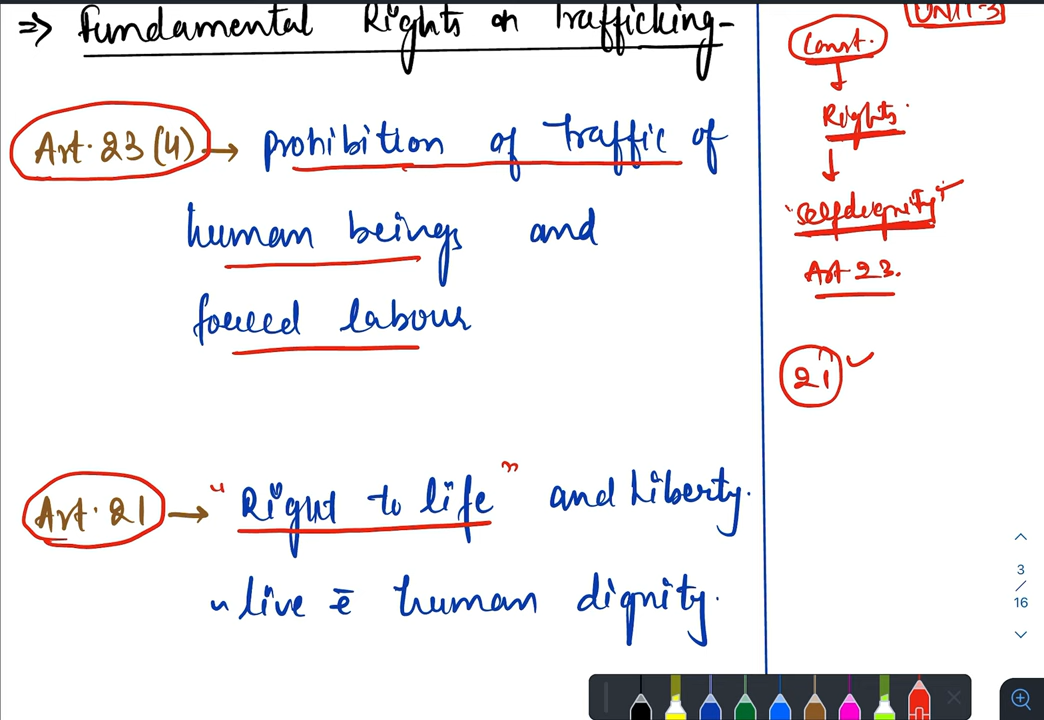 ⇒ Fundamental Rights on Trafficking-
Art. 23 (4) → prohibition of traffic of
human beings and
forced labour
Art. 21 → "Right to life" and Liberty.
"live c̄ human dignity.
UNIT-3
Const.
↓
Rights
↓
"selfdignity"
Art 23.
21
3
/
16